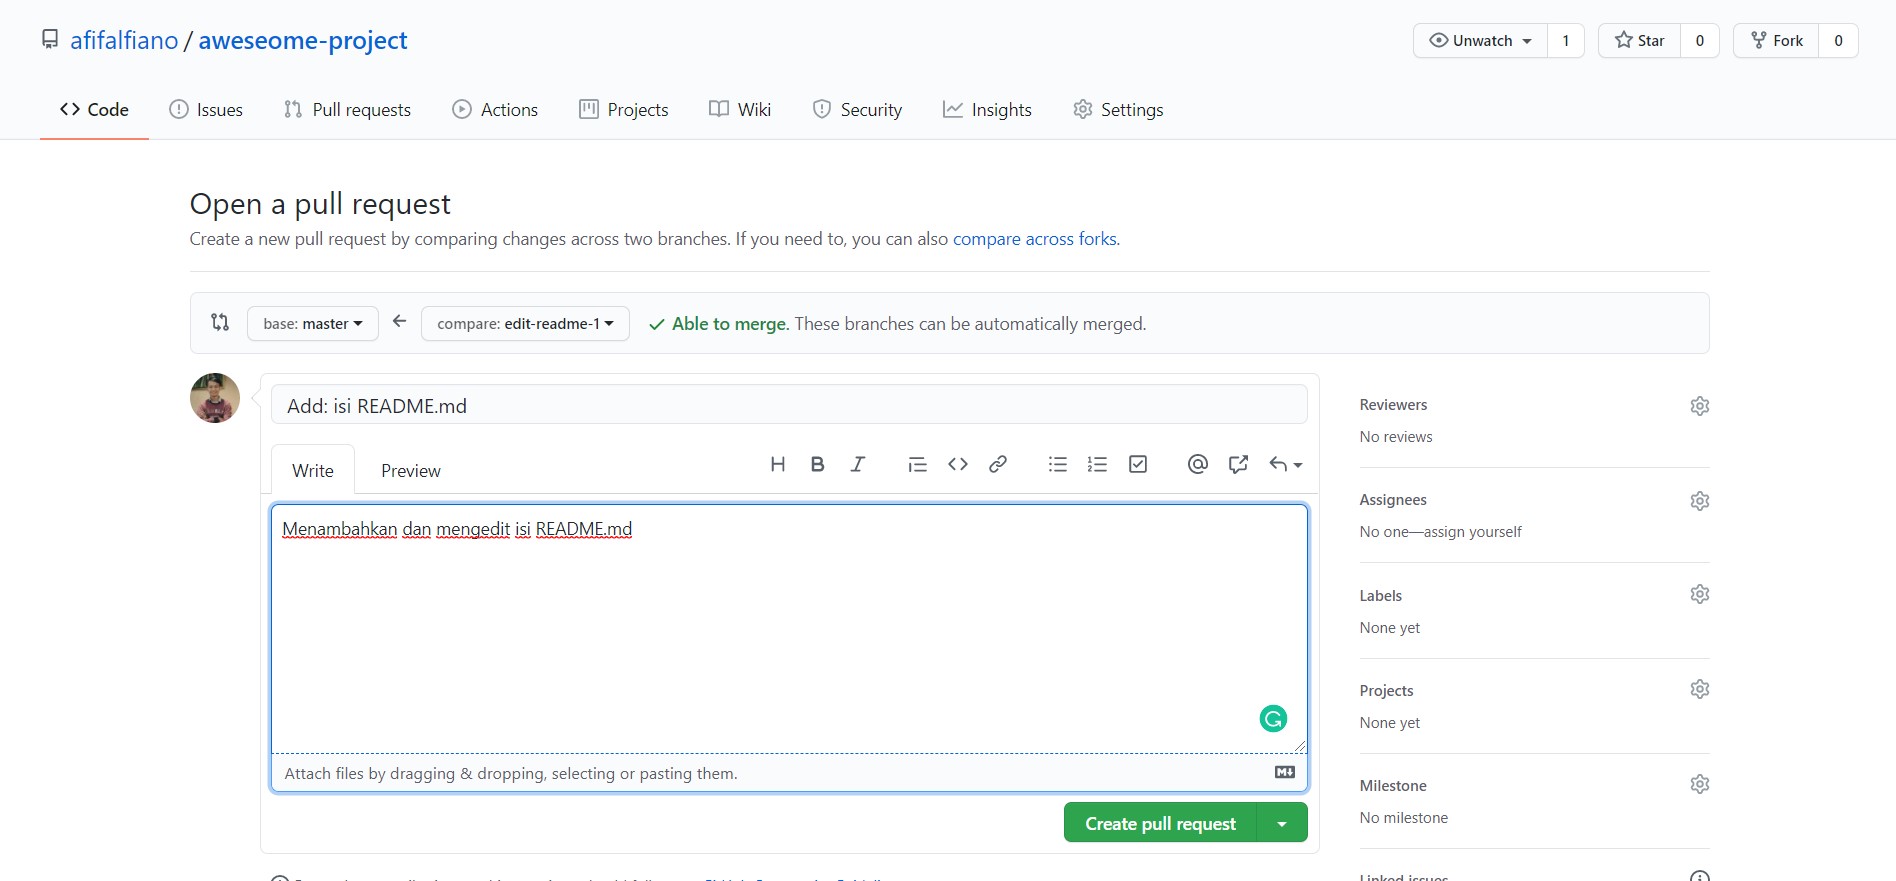 afifalfiano / aweseome-project
Unwatch 1 Star 0 Fork 0
Code Issues Pull requests Actions Projects Wiki Security Insights Settings
Open a pull request
Create a new pull request by comparing changes across two branches. If you need to, you can also compare across forks.
base: master compare: edit-readme-1 Able to merge. These branches can be automatically merged.
Add: isi README.md
Write Preview
Menambahkan dan mengedit isi README.md
Attach files by dragging & dropping, selecting or pasting them.
Create pull request
Reviewers
No reviews
Assignees
No one—assign yourself
Labels
None yet
Projects
None yet
Milestone
No milestone
Linked issues